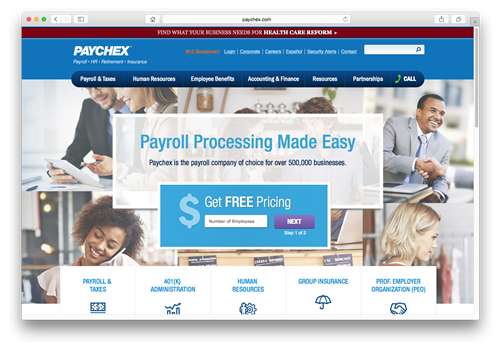 paychex.com
FIND WHAT YOUR BUSINESS NEEDS FOR HEALTH CARE REFORM »
PAYCHEX
Payroll • HR • Retirement • Insurance
W-2 Questions? Login Corporate Careers Español Security Alerts Contact
Payroll & Taxes Human Resources Employee Benefits Accounting & Finance Resources Partnerships CALL
Payroll Processing Made Easy
Paychex is the payroll company of choice for over 500,000 businesses.
$ Get FREE Pricing
Number of Employees NEXT
Step 1 of 2
PAYROLL & TAXES
401(K) ADMINISTRATION
HUMAN RESOURCES
GROUP INSURANCE
PROF. EMPLOYER ORGANIZATION (PEO)